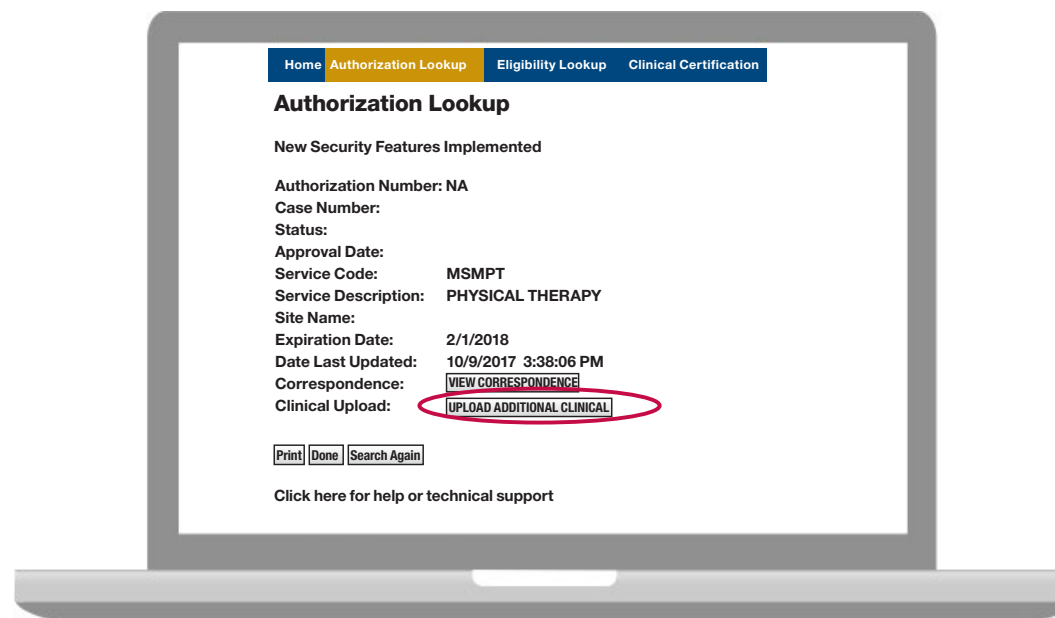 Home Authorization Lookup Eligibility Lookup Clinical Certification
Authorization Lookup
New Security Features Implemented
Authorization Number: NA
Case Number:
Status:
Approval Date:
Service Code: MSMPT
Service Description: PHYSICAL THERAPY
Site Name:
Expiration Date: 2/1/2018
Date Last Updated: 10/9/2017 3:38:06 PM
Correspondence: VIEW CORRESPONDENCE
Clinical Upload: UPLOAD ADDITIONAL CLINICAL
Print Done Search Again
Click here for help or technical support